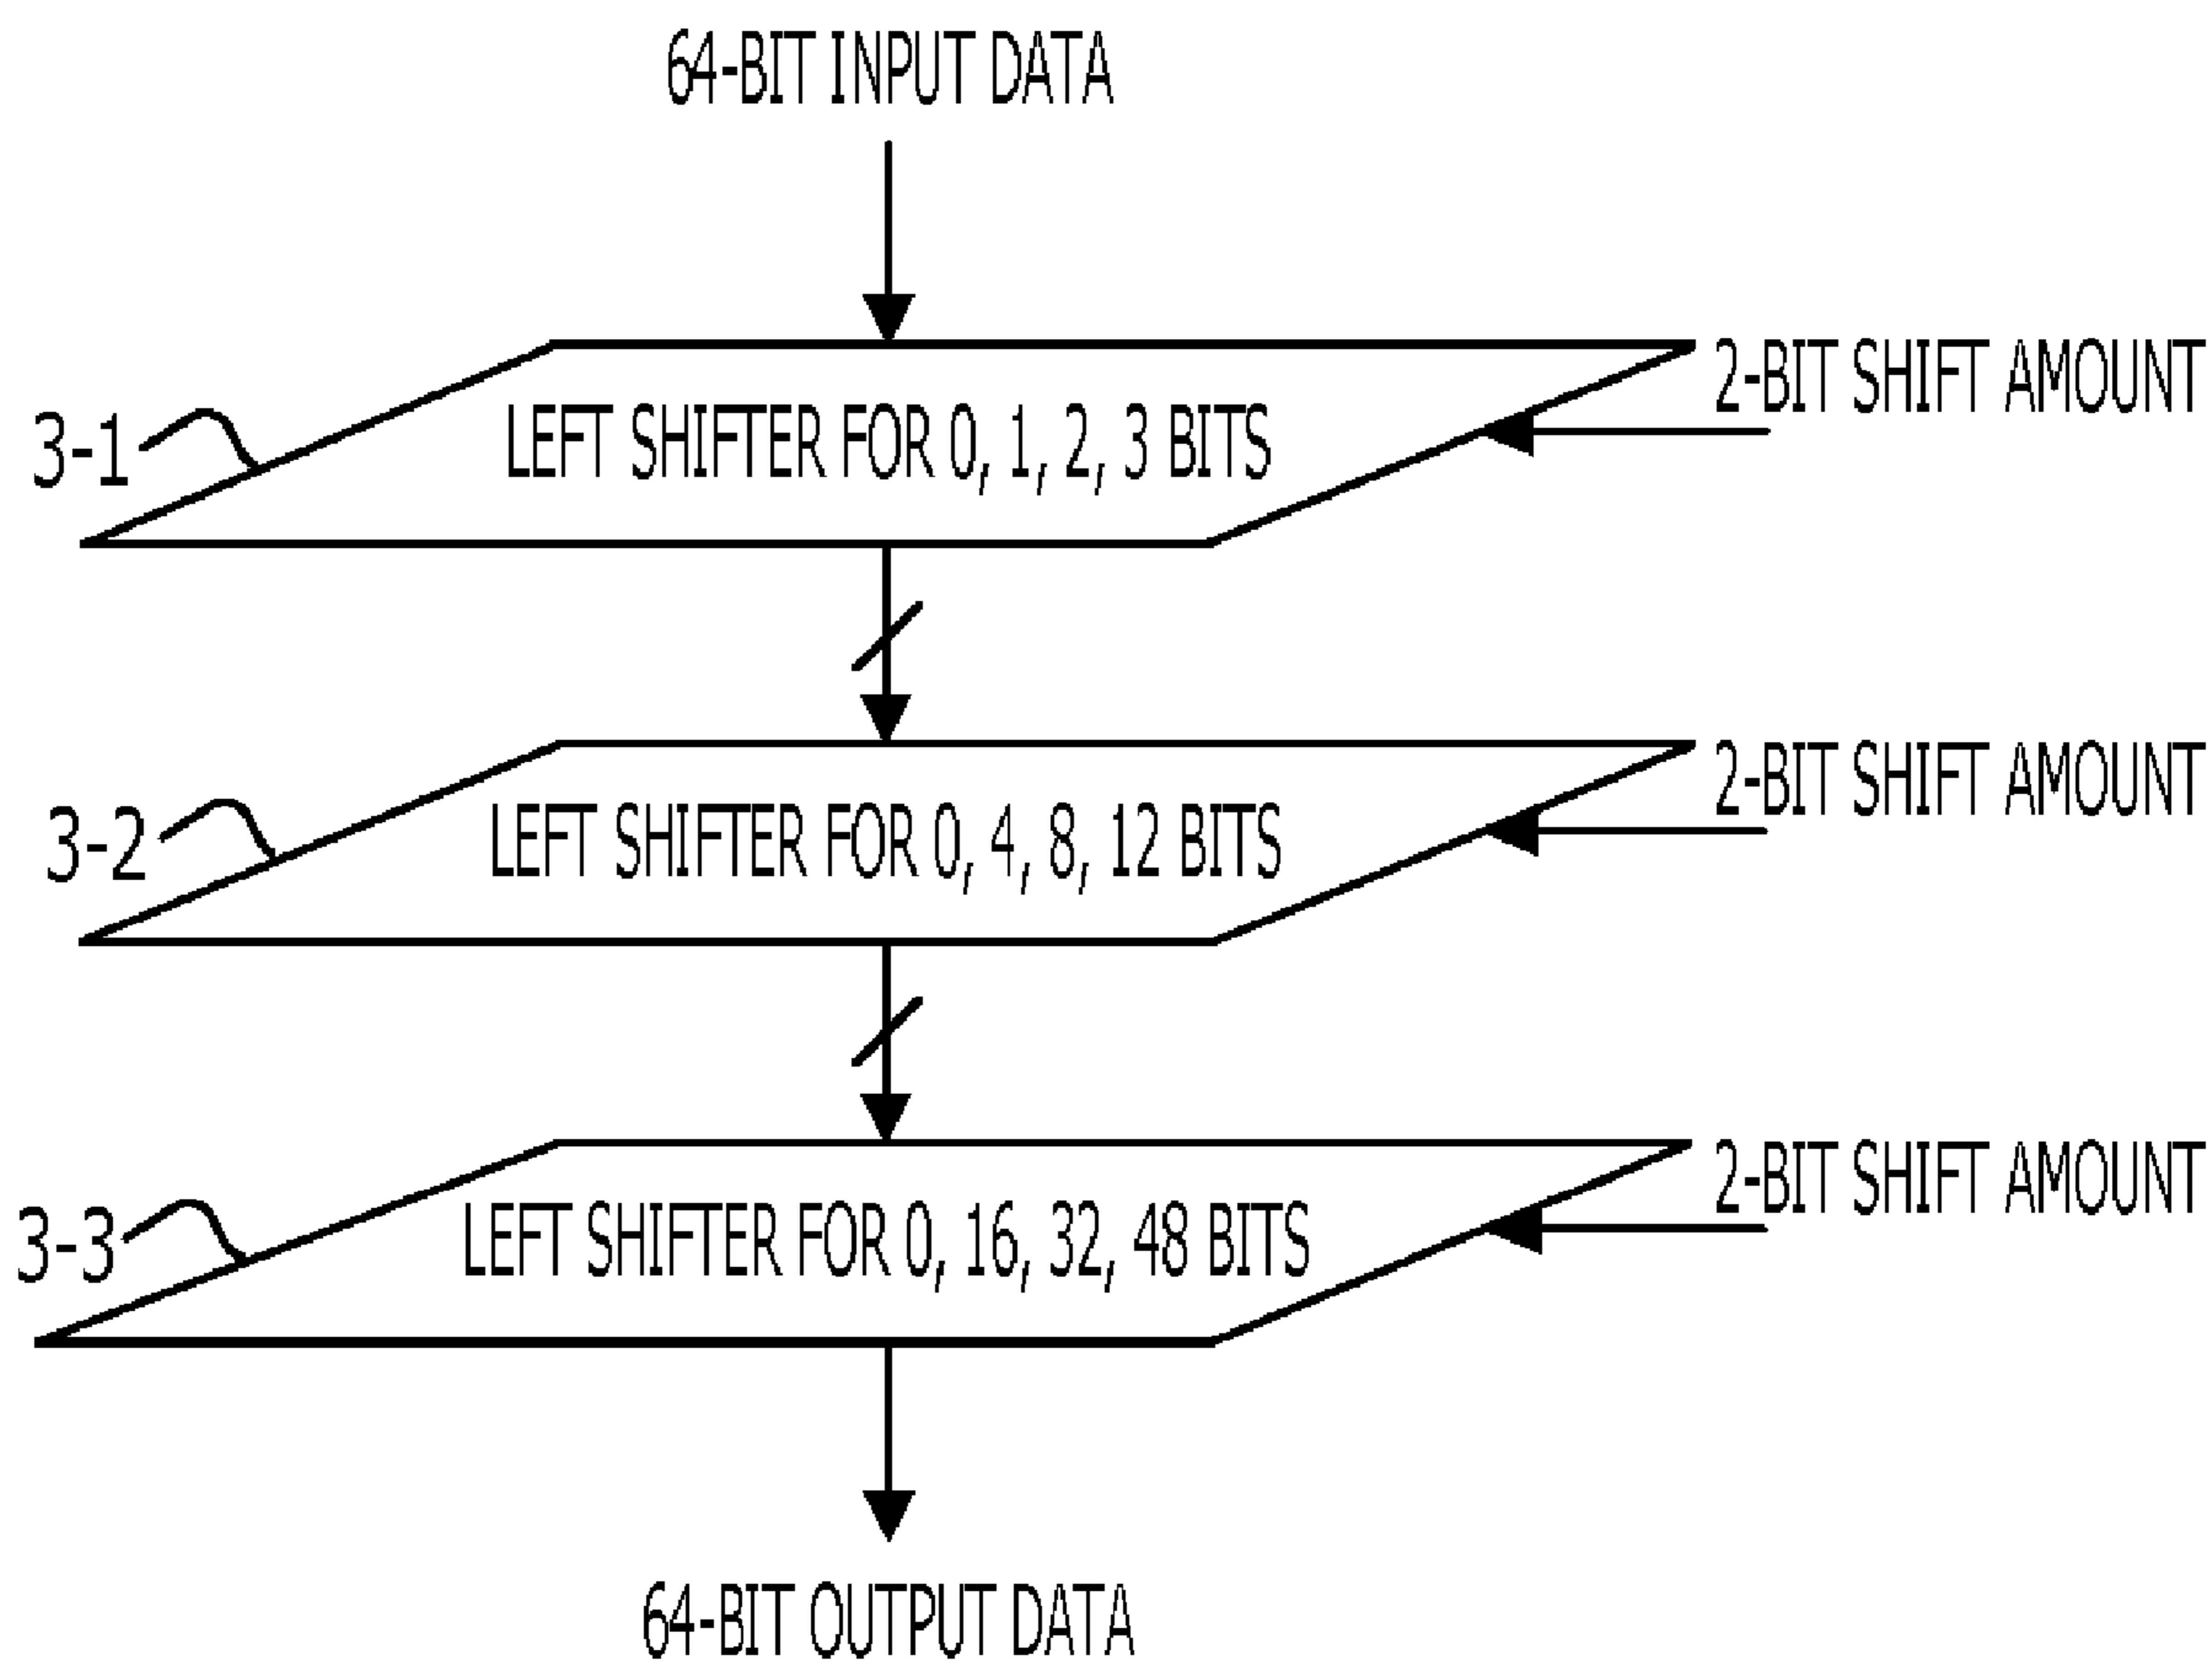 64-BIT INPUT DATA
2-BIT SHIFT AMOUNT
3-1
LEFT SHIFTER FOR 0, 1, 2, 3 BITS
2-BIT SHIFT AMOUNT
3-2
LEFT SHIFTER FOR 0, 4, 8, 12 BITS
2-BIT SHIFT AMOUNT
3-3
LEFT SHIFTER FOR 0, 16, 32, 48 BITS
64-BIT OUTPUT DATA